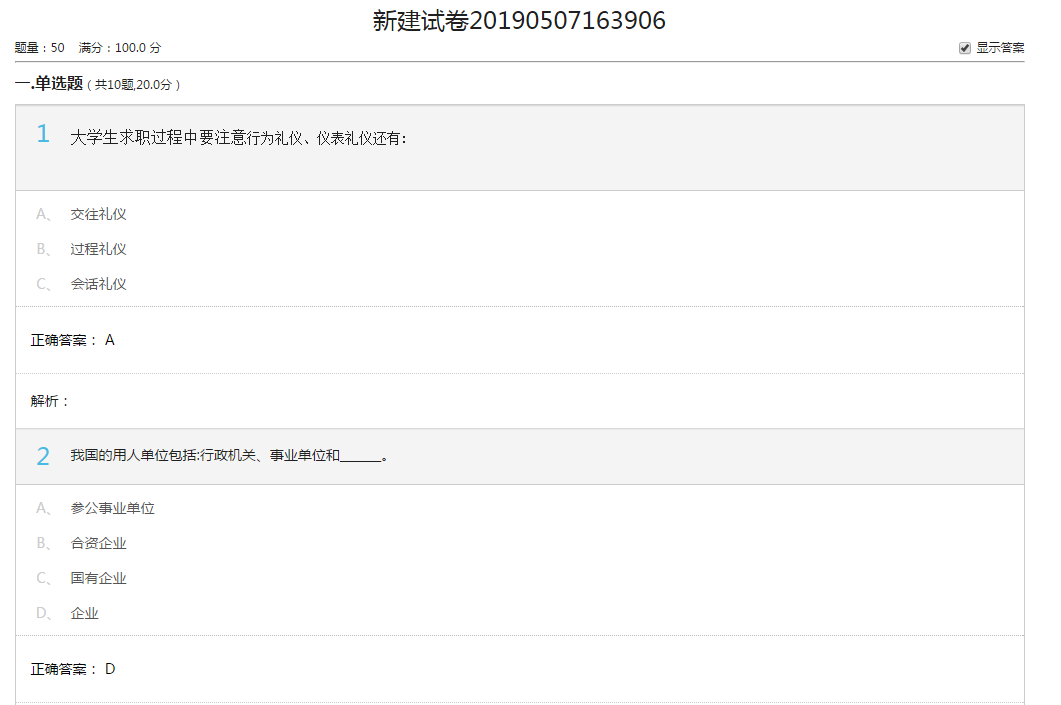 新建试卷20190507163906
题量：50 满分：100.0 分
显示答案
一.单选题（共10题,20.0分）
1 大学生求职过程中要注意行为礼仪、仪表礼仪还有:
A、 交往礼仪
B、 过程礼仪
C、 会话礼仪
正确答案： A
解析：
2 我国的用人单位包括:行政机关、事业单位和______。
A、 参公事业单位
B、 合资企业
C、 国有企业
D、 企业
正确答案： D